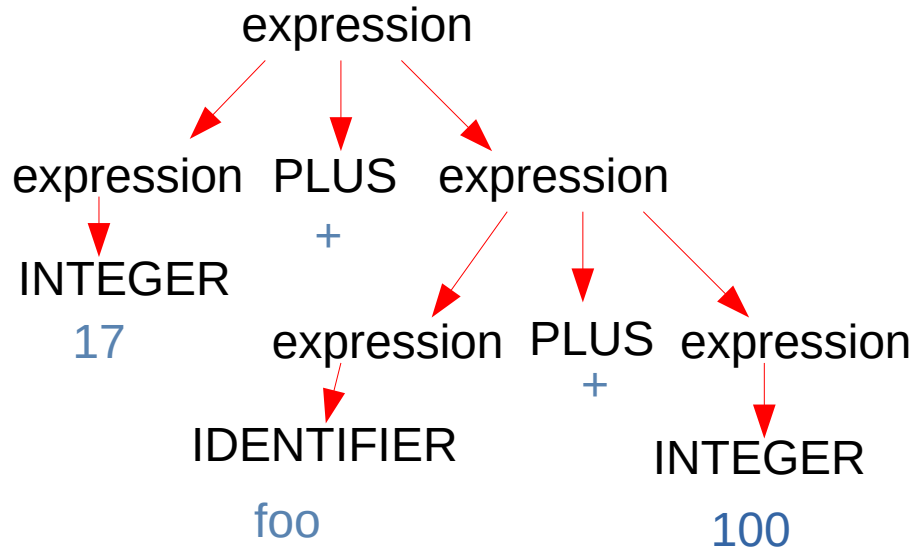 expression
expression PLUS expression
+
INTEGER
17
expression PLUS expression
+
IDENTIFIER
INTEGER
foo
100